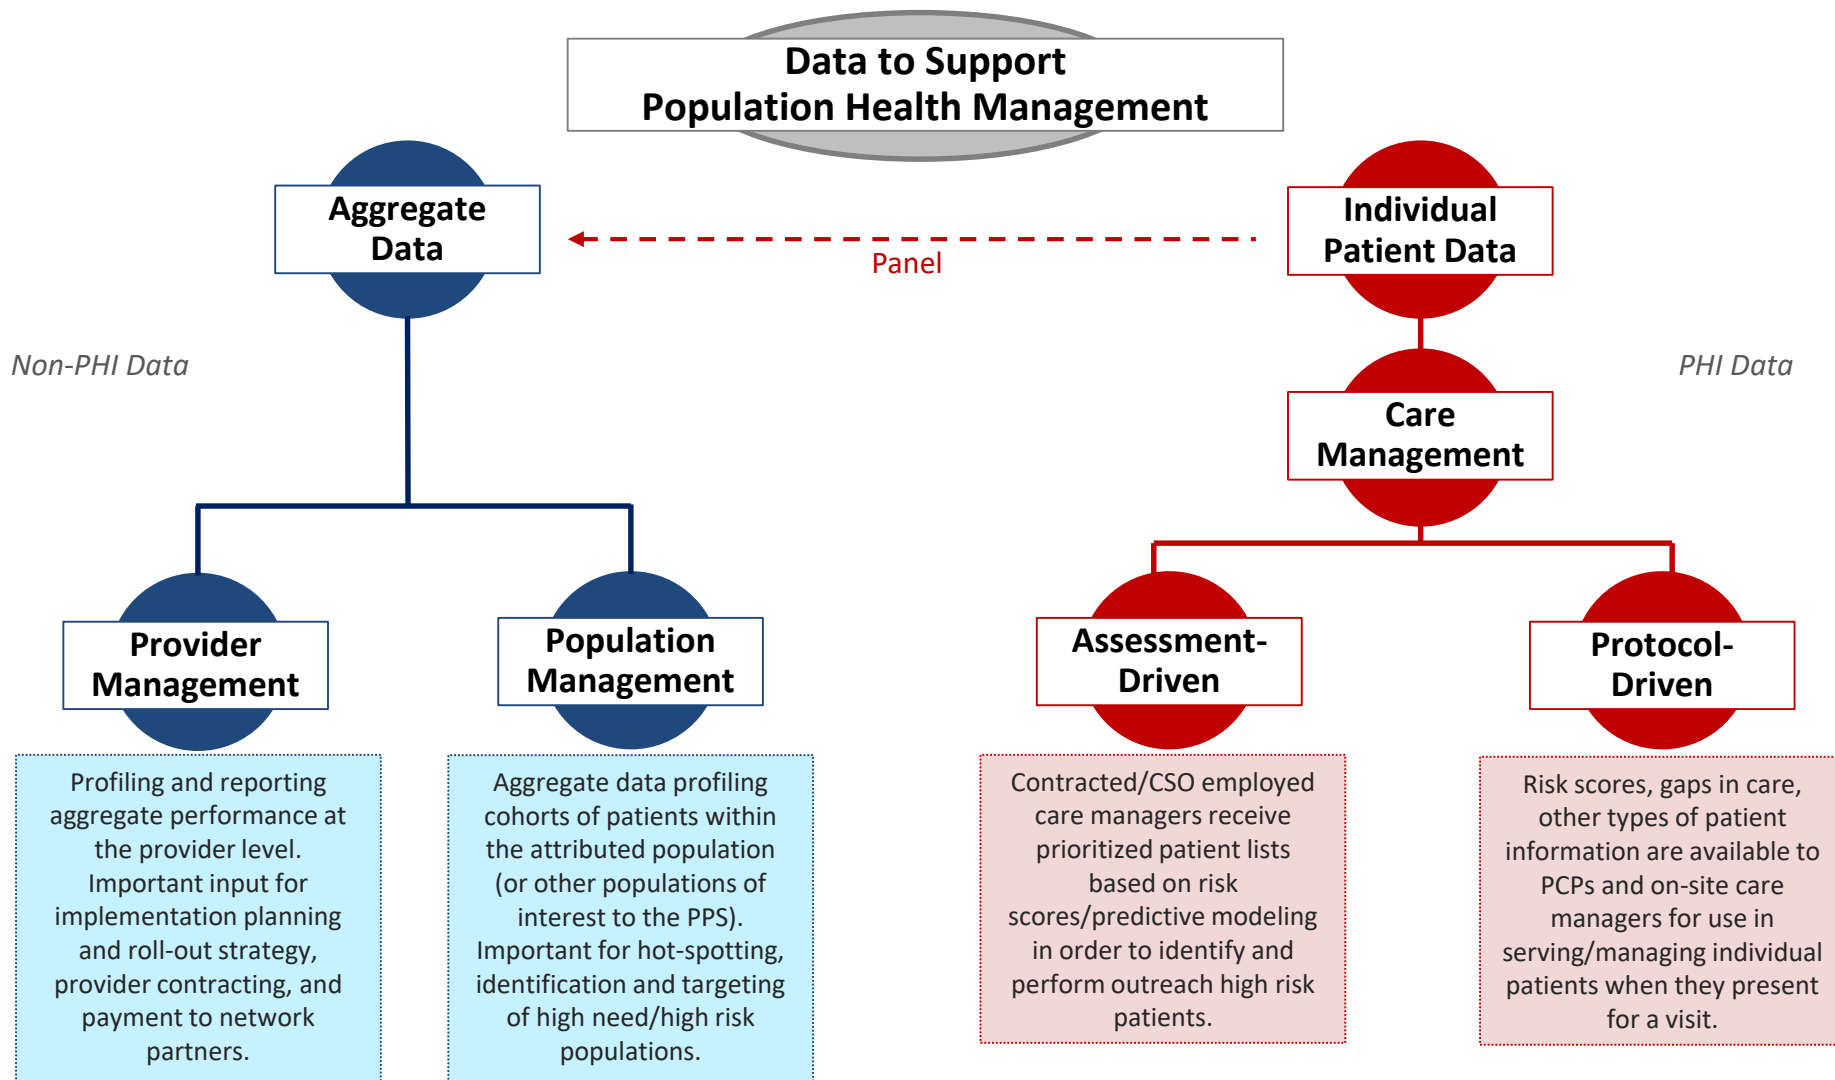 Data to Support
Population Health Management
Aggregate
Data
Individual
Patient Data
Panel
Non-PHI Data
PHI Data
Care
Management
Provider
Management
Population
Management
Assessment-
Driven
Protocol-
Driven
Profiling and reporting
aggregate performance at
the provider level.
Important input for
implementation planning
and roll-out strategy,
provider contracting, and
payment to network
partners.
Aggregate data profiling
cohorts of patients within
the attributed population
(or other populations of
interest to the PPS).
Important for hot-spotting,
identification and targeting
of high need/high risk
populations.
Contracted/CSO employed
care managers receive
prioritized patient lists
based on risk
scores/predictive modeling
in order to identify and
perform outreach high risk
patients.
Risk scores, gaps in care,
other types of patient
information are available to
PCPs and on-site care
managers for use in
serving/managing individual
patients when they present
for a visit.